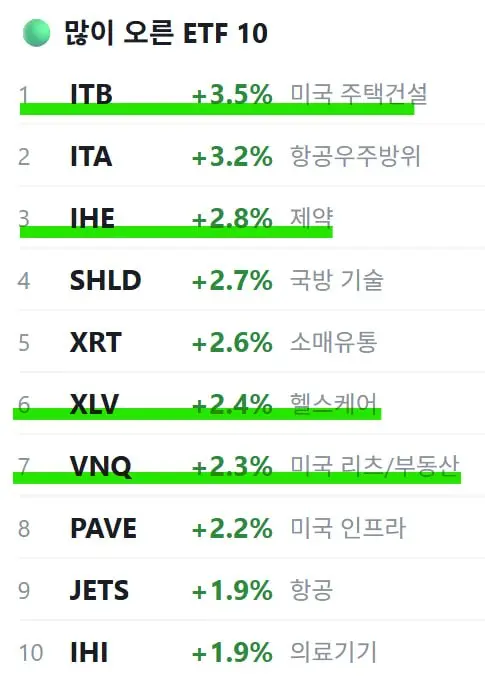 많이 오른 ETF 10
1 ITB +3.5% 미국 주택건설
2 ITA +3.2% 항공우주방위
3 IHE +2.8% 제약
4 SHLD +2.7% 국방 기술
5 XRT +2.6% 소매유통
6 XLV +2.4% 헬스케어
7 VNQ +2.3% 미국 리츠/부동산
8 PAVE +2.2% 미국 인프라
9 JETS +1.9% 항공
10 IHI +1.9% 의료기기